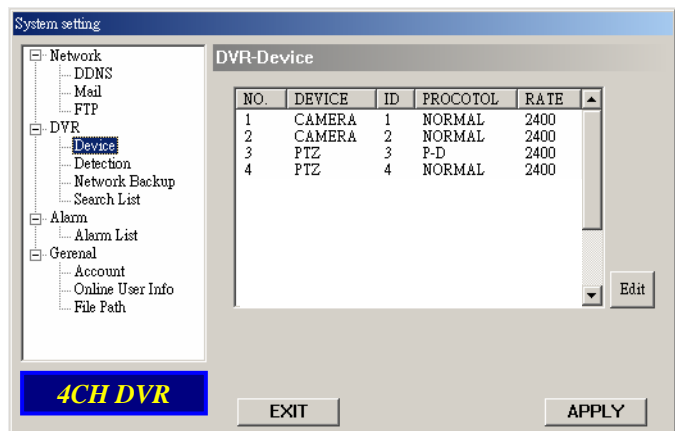 System setting
Network
DDNS
Mail
FTP
DVR
Device
Detection
Network Backup
Search List
Alarm
Alarm List
Gerenal
Account
Online User Info
File Path
4CH DVR
DVR-Device
NO. DEVICE ID PROCOTOL RATE
1 CAMERA 1 NORMAL 2400
2 CAMERA 2 NORMAL 2400
3 PTZ 3 P-D 2400
4 PTZ 4 NORMAL 2400
Edit
EXIT APPLY